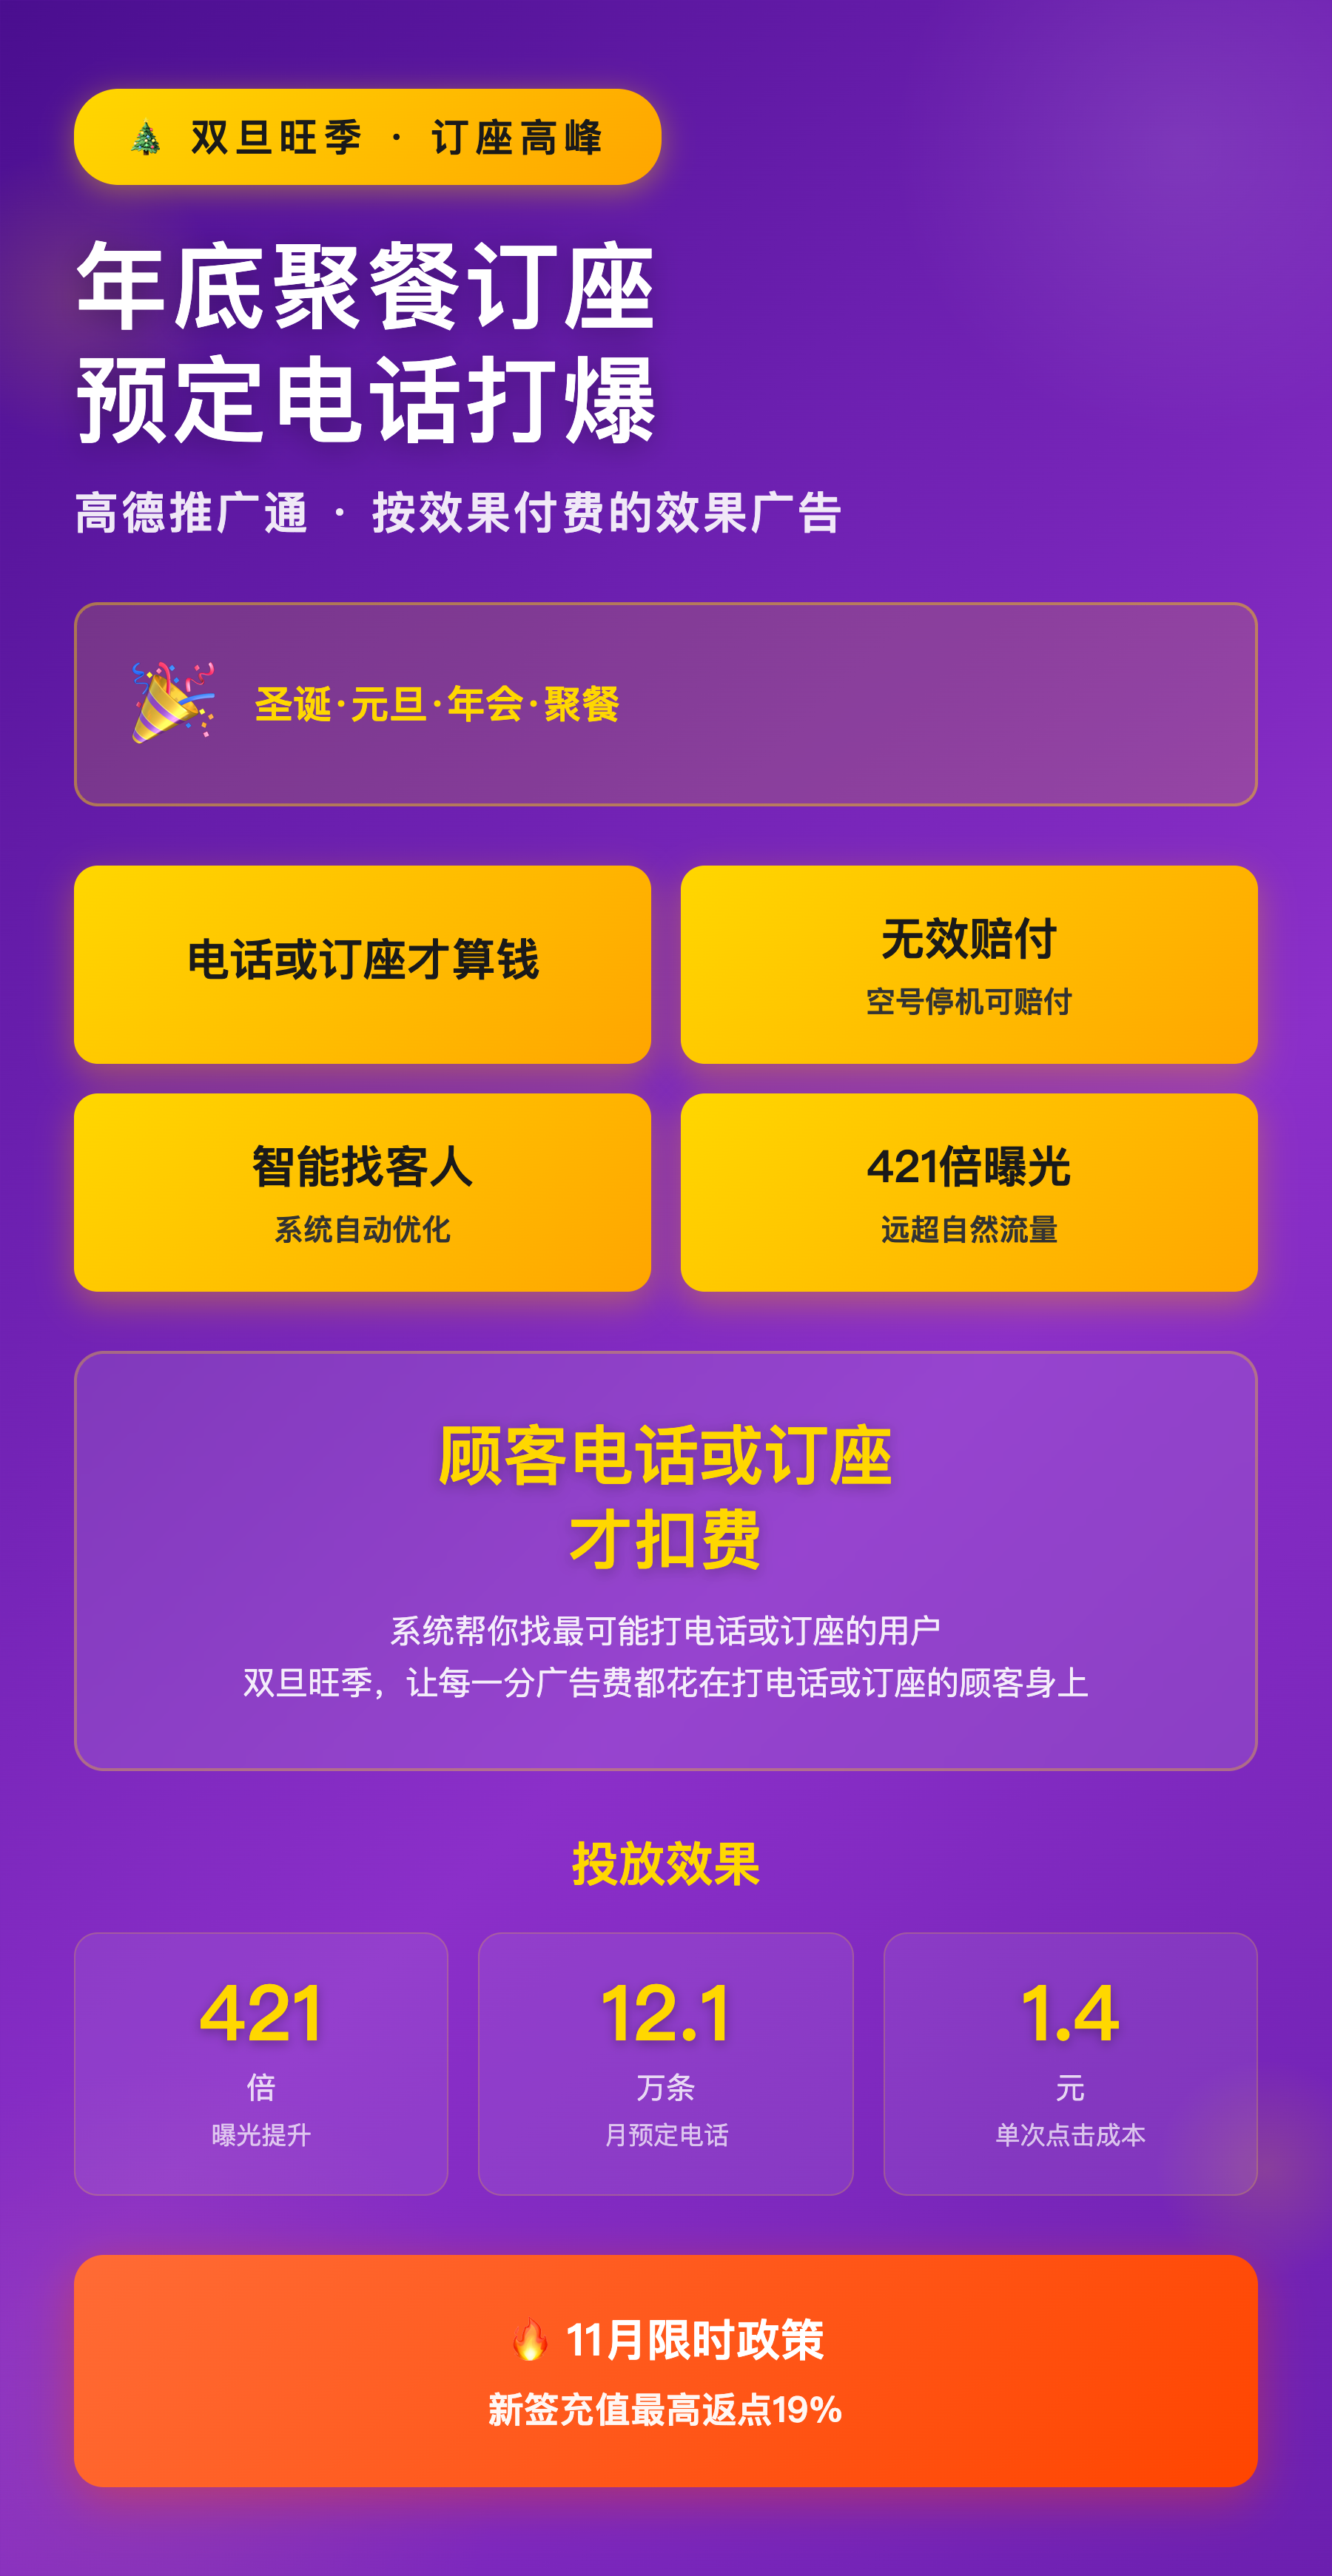 🎄 双旦旺季 · 订座高峰
年底聚餐订座
预定电话打爆
高德推广通 · 按效果付费的效果广告
🎉 圣诞·元旦·年会·聚餐
电话或订座才算钱
无效赔付
空号停机可赔付
智能找客人
系统自动优化
421倍曝光
远超自然流量
顾客电话或订座
才扣费
系统帮你找最可能打电话或订座的用户
双旦旺季，让每一分广告费都花在打电话或订座的顾客身上
投放效果
421
倍
曝光提升
12.1
万条
月预定电话
1.4
元
单次点击成本
🔥 11月限时政策
新签充值最高返点19%